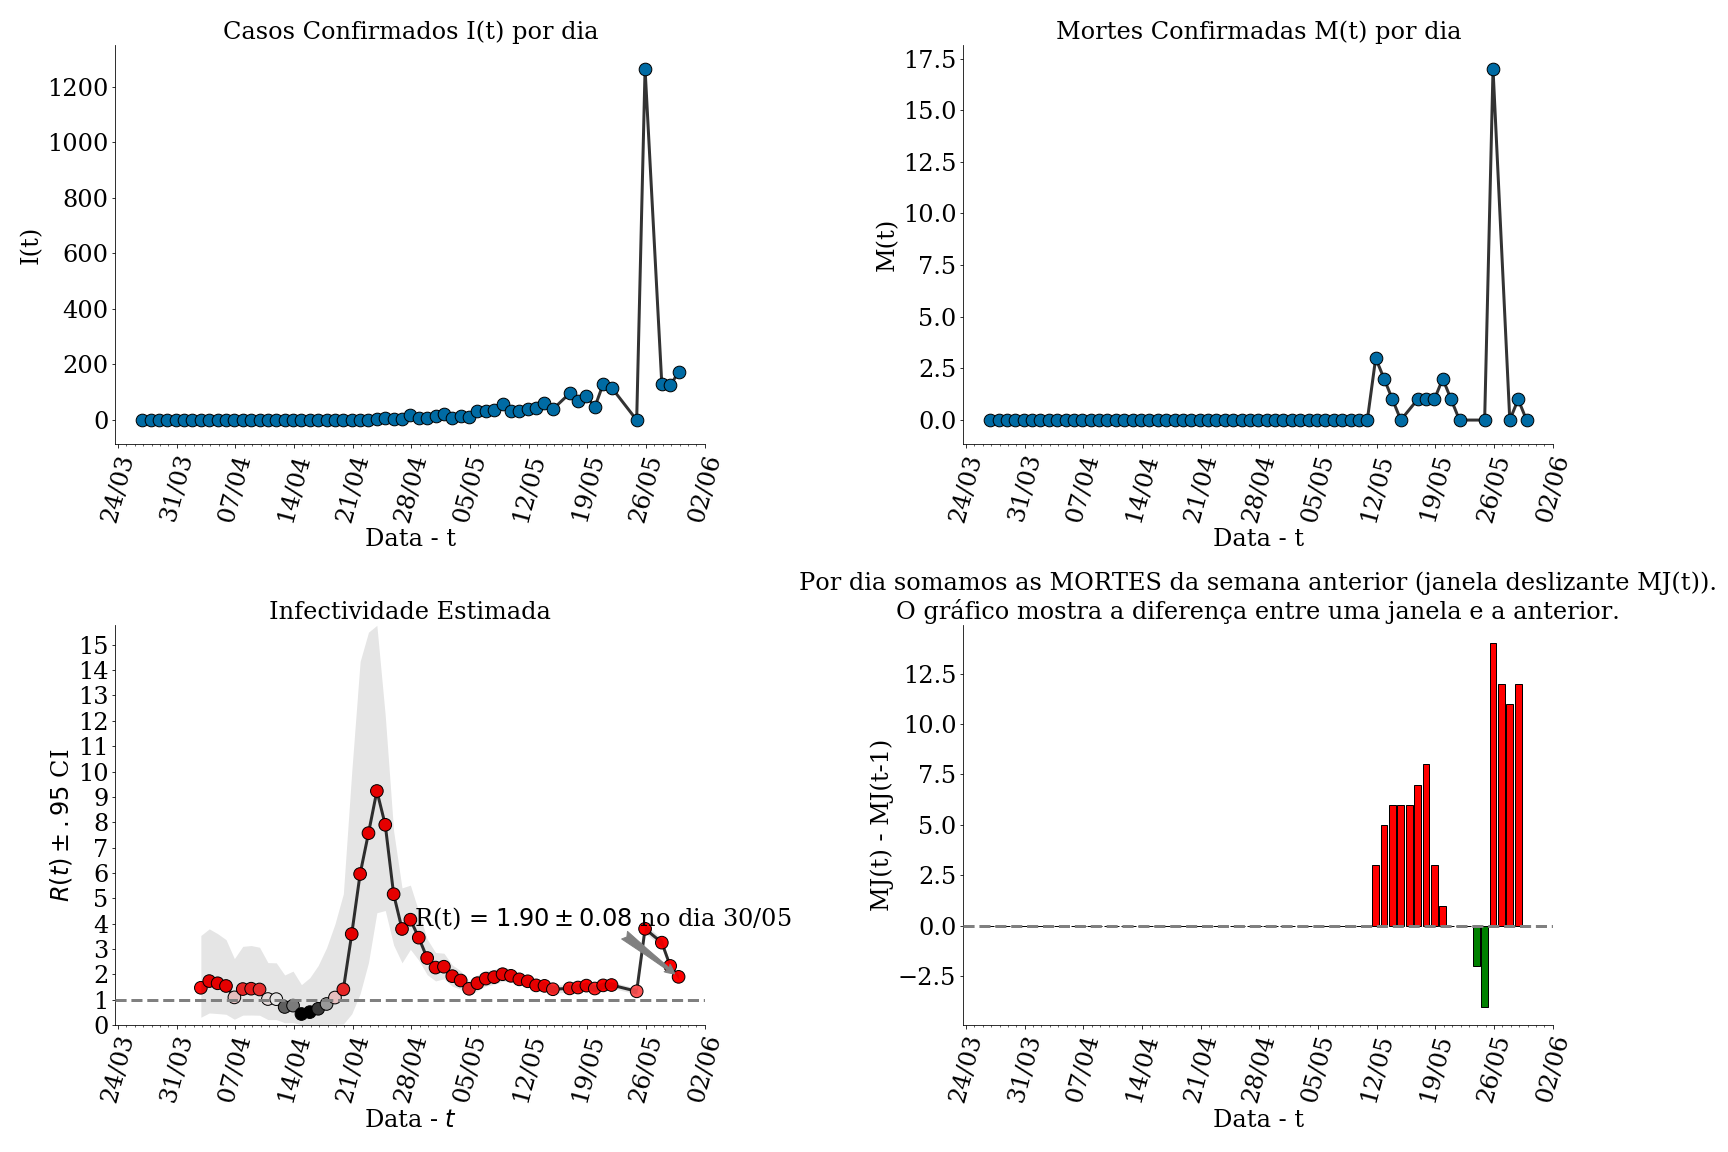 Casos Confirmados I(t) por dia
I(t)
1200
1000
800
600
400
200
0
24/03 31/03 07/04 14/04 21/04 28/04 05/05 12/05 19/05 26/05 02/06
Data - t
Mortes Confirmadas M(t) por dia
M(t)
17.5
15.0
12.5
10.0
7.5
5.0
2.5
0.0
24/03 31/03 07/04 14/04 21/04 28/04 05/05 12/05 19/05 26/05 02/06
Data - t
Infectividade Estimada
R(t) ± .95 CI
15
14
13
12
11
10
9
8
7
6
5
4
3
2
1
0
R(t) = 1.90 ± 0.08 no dia 30/05
24/03 31/03 07/04 14/04 21/04 28/04 05/05 12/05 19/05 26/05 02/06
Data - t
Por dia somamos as MORTES da semana anterior (janela deslizante MJ(t)).
O gráfico mostra a diferença entre uma janela e a anterior.
MJ(t) - MJ(t-1)
12.5
10.0
7.5
5.0
2.5
0.0
−2.5
24/03 31/03 07/04 14/04 21/04 28/04 05/05 12/05 19/05 26/05 02/06
Data - t